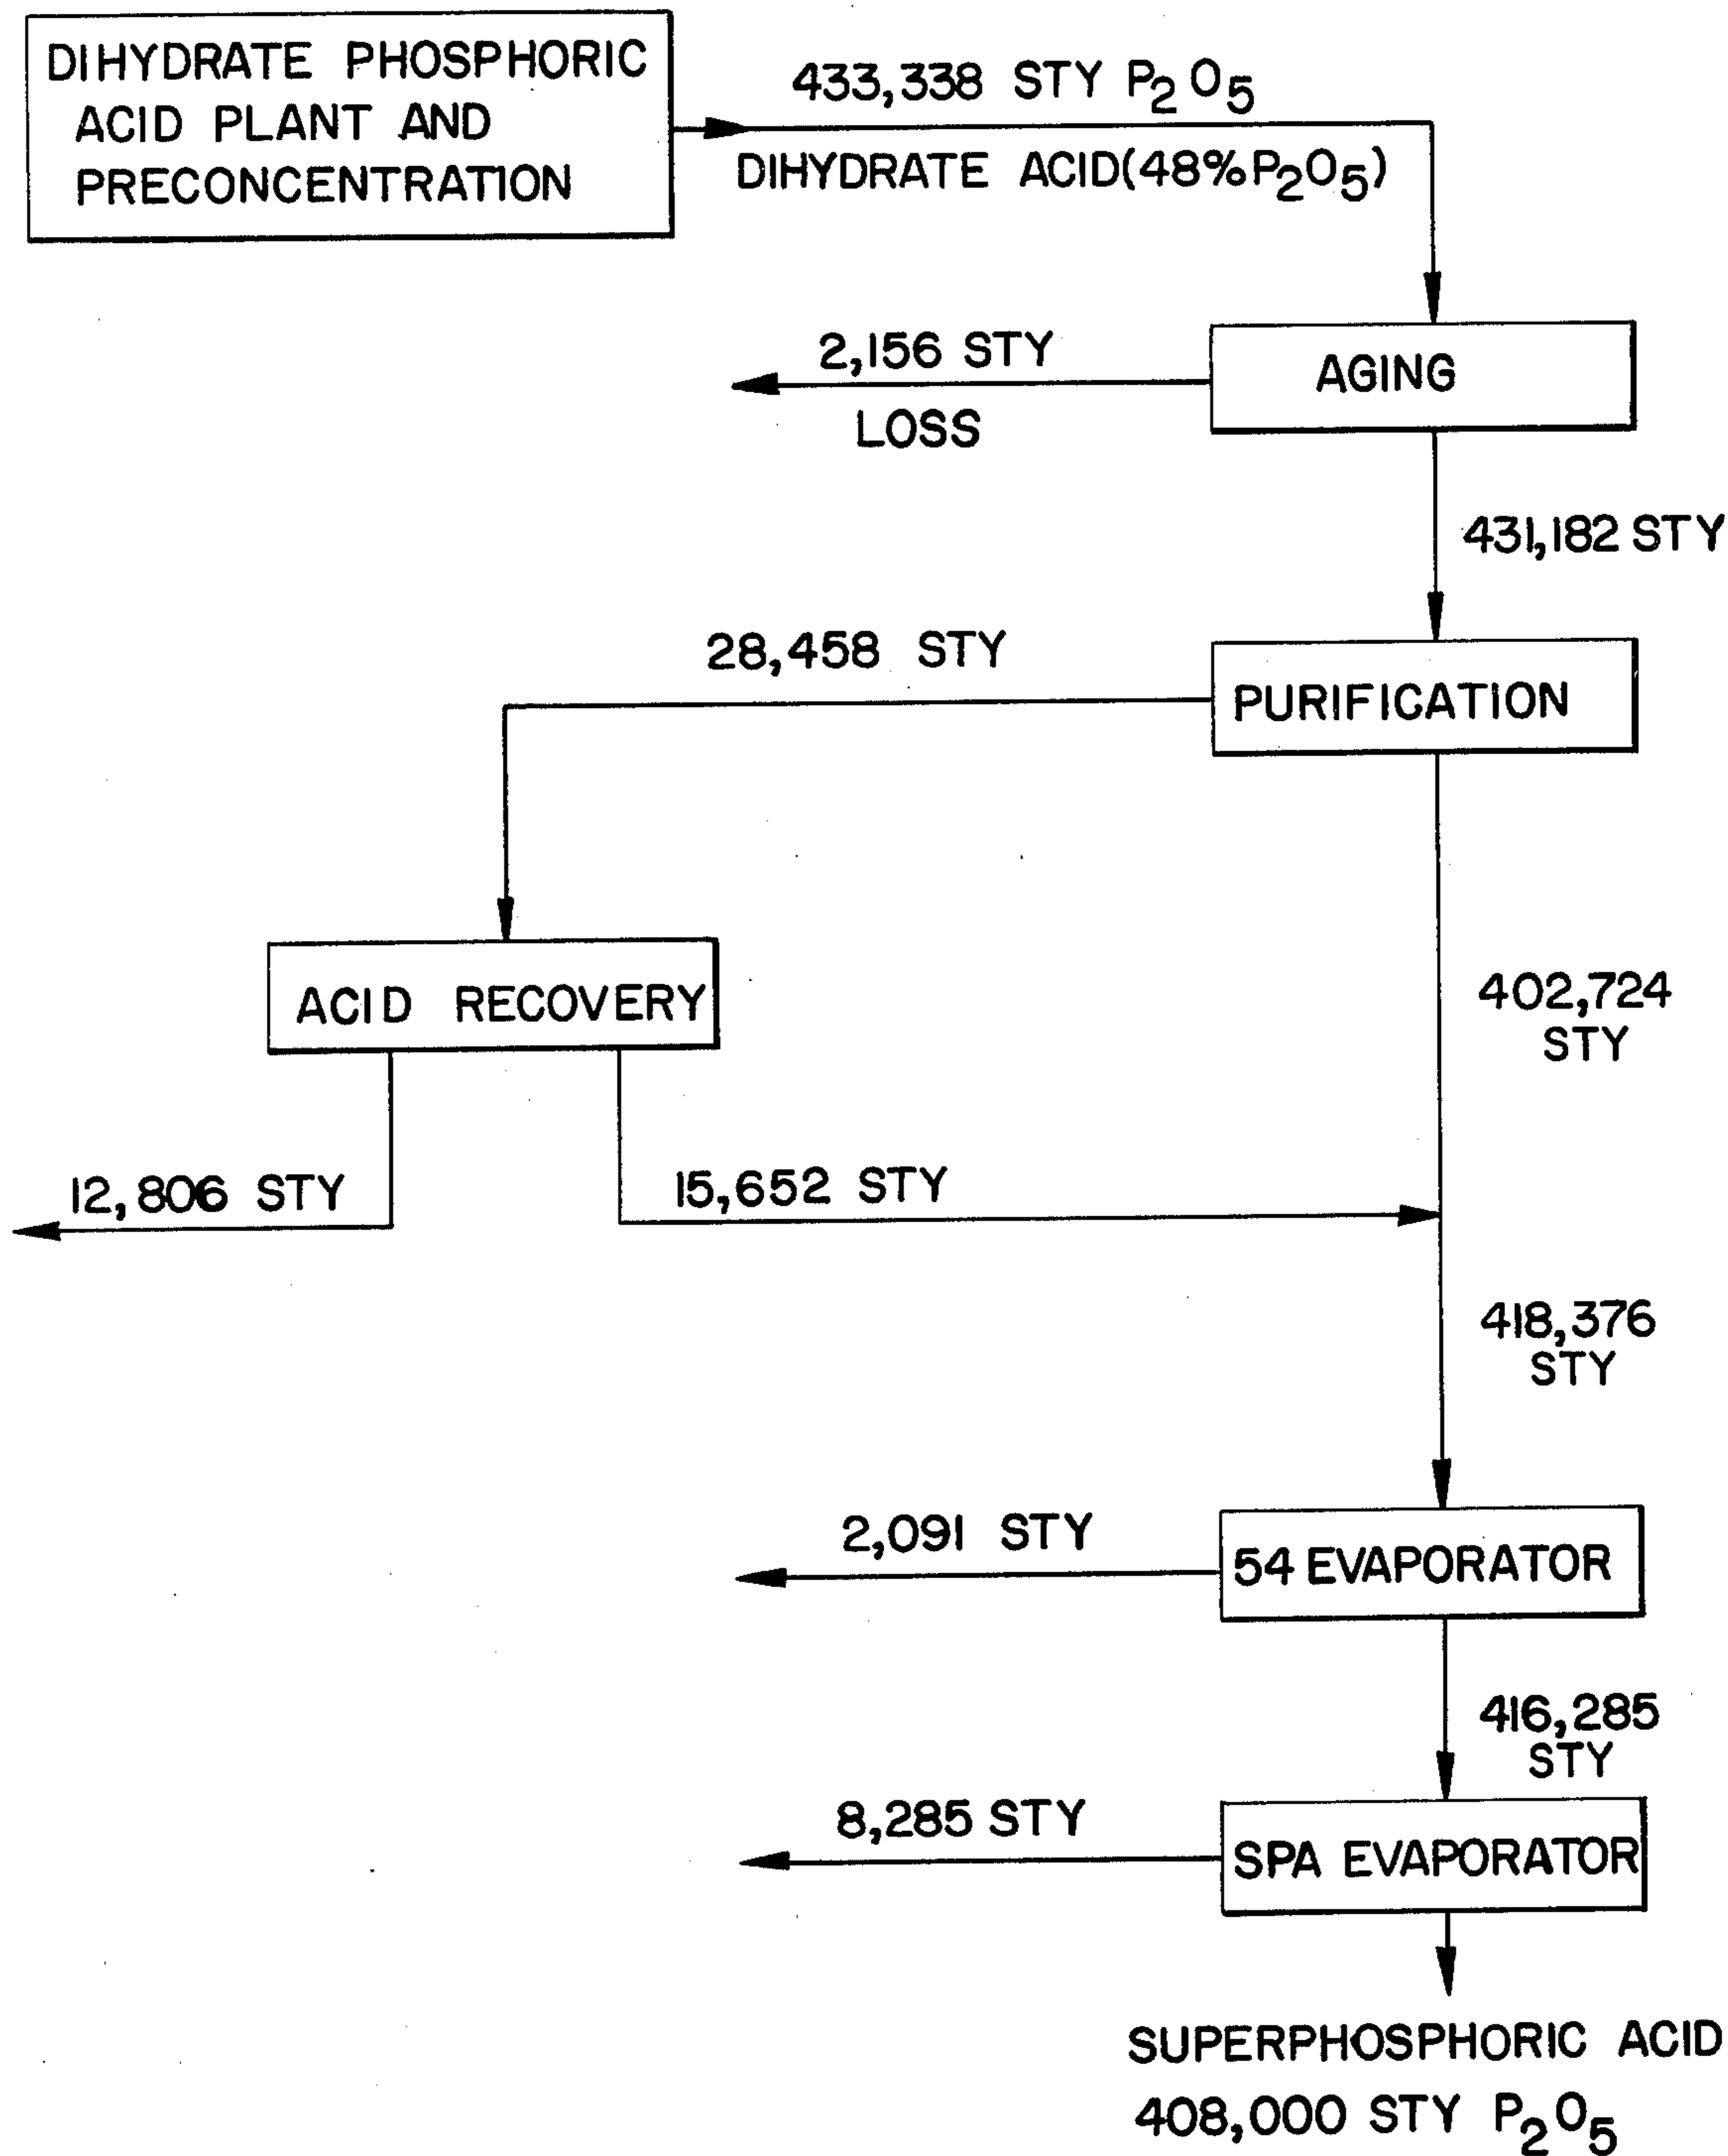 DIHYDRATE PHOSPHORIC
ACID PLANT AND
PRECONCENTRATION
433,338 STY P₂O₅
DIHYDRATE ACID(48%P₂O₅)
2,156 STY
LOSS
AGING
431,182 STY
28,458 STY
PURIFICATION
ACID RECOVERY
402,724
STY
12,806 STY
15,652 STY
418,376
STY
2,091 STY
54 EVAPORATOR
416,285
STY
8,285 STY
SPA EVAPORATOR
SUPERPHOSPHORIC ACID
408,000 STY P₂O₅